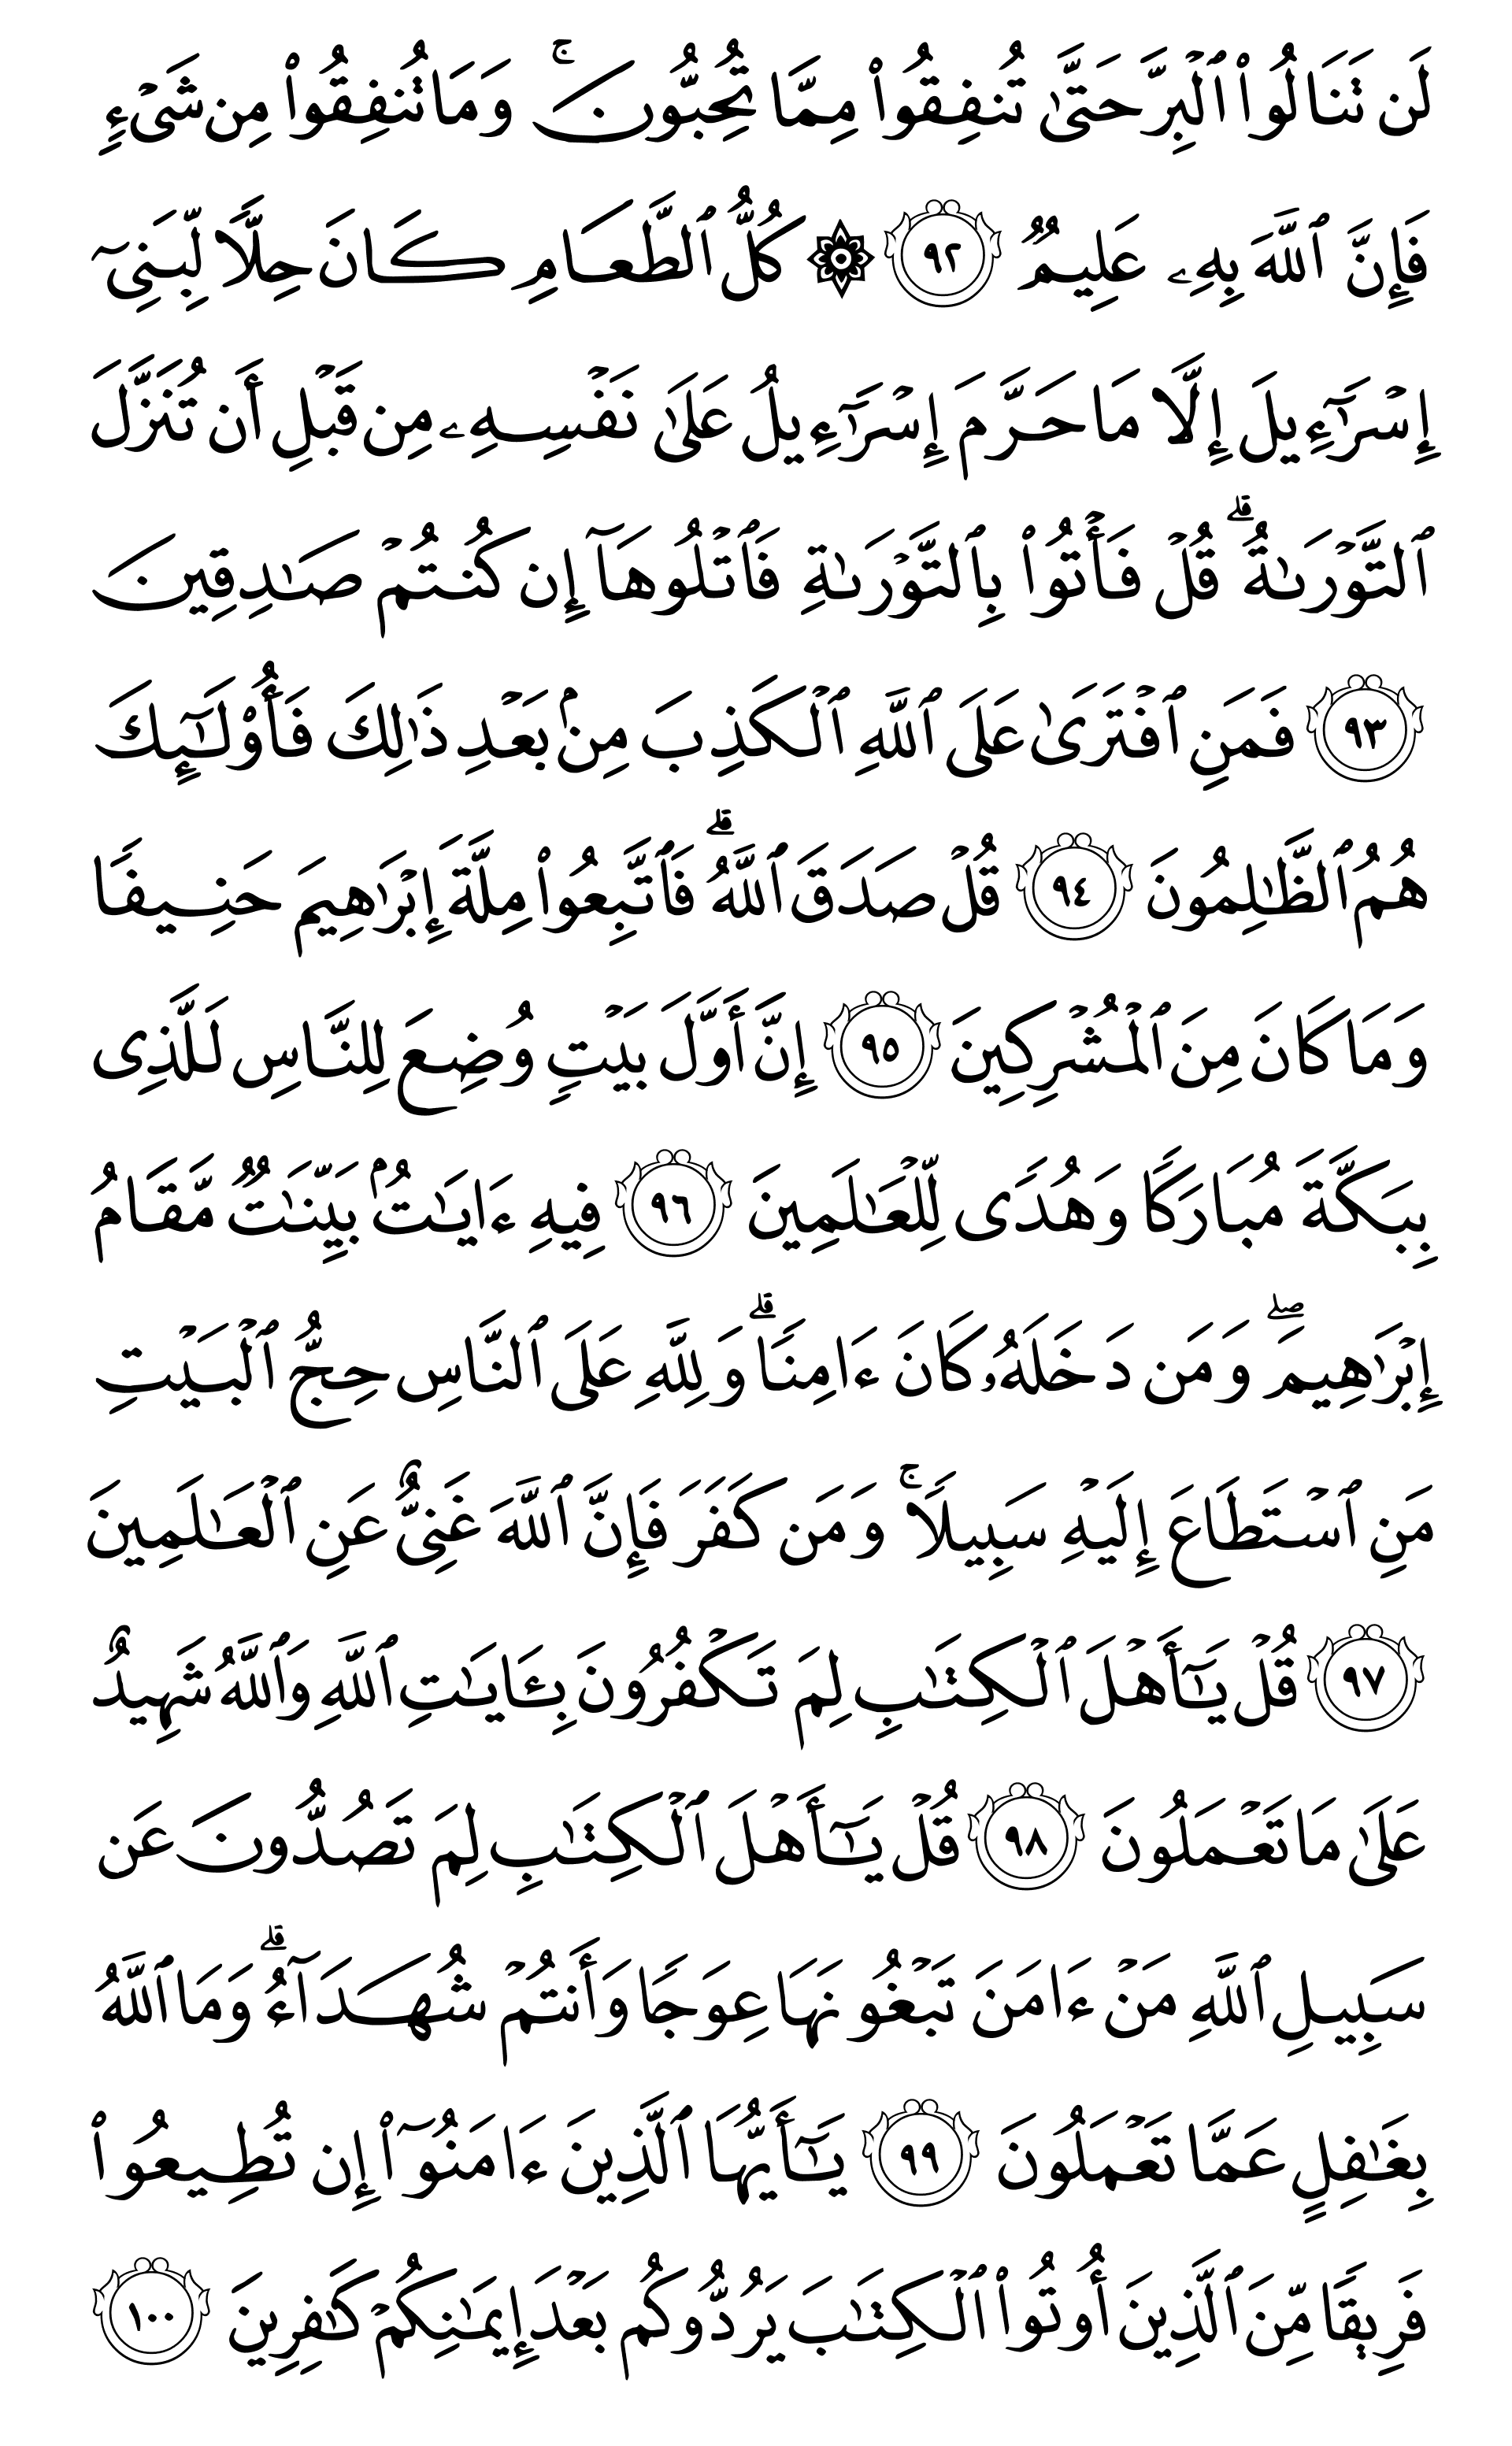 لَن تَنَالُوا۟ ٱلْبِرَّ حَتَّىٰ تُنفِقُوا۟ مِمَّا تُحِبُّونَ ۚ وَمَا تُنفِقُوا۟ مِن شَىْءٍ
فَإِنَّ ٱللَّهَ بِهِۦ عَلِيمٌ ٩٢ ۞ كُلُّ ٱلطَّعَامِ كَانَ حِلًّا لِّبَنِىٓ
إِسْرَٰٓءِيلَ إِلَّا مَا حَرَّمَ إِسْرَٰٓءِيلُ عَلَىٰ نَفْسِهِۦ مِن قَبْلِ أَن تُنَزَّلَ
ٱلتَّوْرَىٰةُ ۗ قُلْ فَأْتُوا۟ بِٱلتَّوْرَىٰةِ فَٱتْلُوهَآ إِن كُنتُمْ صَـٰدِقِينَ
٩٣ فَمَنِ ٱفْتَرَىٰ عَلَى ٱللَّهِ ٱلْكَذِبَ مِنۢ بَعْدِ ذَٰلِكَ فَأُو۟لَـٰٓئِكَ
هُمُ ٱلظَّـٰلِمُونَ ٩٤ قُلْ صَدَقَ ٱللَّهُ ۗ فَٱتَّبِعُوا۟ مِلَّةَ إِبْرَٰهِيمَ حَنِيفًا
وَمَا كَانَ مِنَ ٱلْمُشْرِكِينَ ٩٥ إِنَّ أَوَّلَ بَيْتٍ وُضِعَ لِلنَّاسِ لَلَّذِى
بِبَكَّةَ مُبَارَكًا وَهُدًى لِّلْعَـٰلَمِينَ ٩٦ فِيهِ ءَايَـٰتٌۢ بَيِّنَـٰتٌ مَّقَامُ
إِبْرَٰهِيمَ ۖ وَمَن دَخَلَهُۥ كَانَ ءَامِنًا ۗ وَلِلَّهِ عَلَى ٱلنَّاسِ حِجُّ ٱلْبَيْتِ
مَنِ ٱسْتَطَاعَ إِلَيْهِ سَبِيلًا ۚ وَمَن كَفَرَ فَإِنَّ ٱللَّهَ غَنِىٌّ عَنِ ٱلْعَـٰلَمِينَ
٩٧ قُلْ يَـٰٓأَهْلَ ٱلْكِتَـٰبِ لِمَ تَكْفُرُونَ بِـَٔايَـٰتِ ٱللَّهِ وَٱللَّهُ شَهِيدٌ
عَلَىٰ مَا تَعْمَلُونَ ٩٨ قُلْ يَـٰٓأَهْلَ ٱلْكِتَـٰبِ لِمَ تَصُدُّونَ عَن
سَبِيلِ ٱللَّهِ مَنْ ءَامَنَ تَبْغُونَهَا عِوَجًا وَأَنتُمْ شُهَدَآءُ ۗ وَمَا ٱللَّهُ
بِغَـٰفِلٍ عَمَّا تَعْمَلُونَ ٩٩ يَـٰٓأَيُّهَا ٱلَّذِينَ ءَامَنُوٓا۟ إِن تُطِيعُوا۟
فَرِيقًا مِّنَ ٱلَّذِينَ أُوتُوا۟ ٱلْكِتَـٰبَ يَرُدُّوكُم بَعْدَ إِيمَـٰنِكُمْ كَـٰفِرِينَ ١٠٠